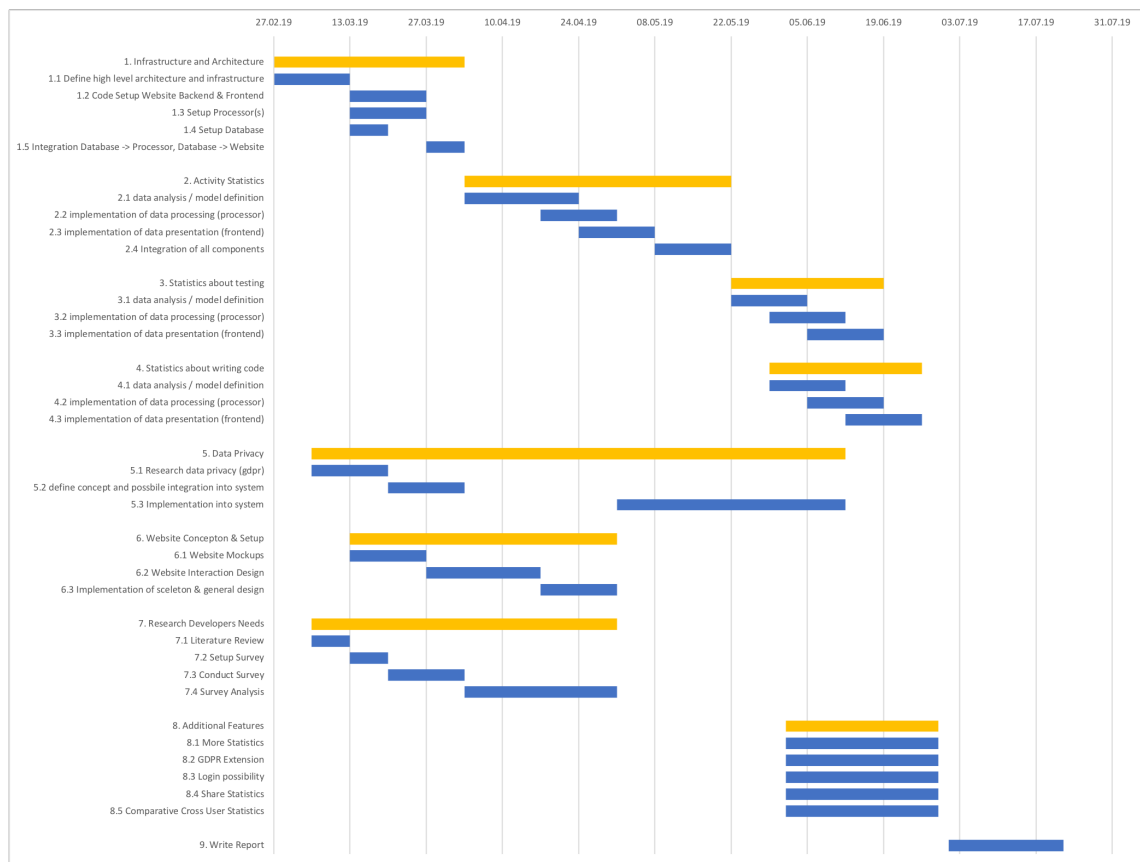 27.02.19 13.03.19 27.03.19 10.04.19 24.04.19 08.05.19 22.05.19 05.06.19 19.06.19 03.07.19 17.07.19 31.07.19
1. Infrastructure and Architecture
1.1 Define high level architecture and infrastructure
1.2 Code Setup Website Backend & Frontend
1.3 Setup Processor(s)
1.4 Setup Database
1.5 Integration Database -> Processor, Database -> Website
2. Activity Statistics
2.1 data analysis / model definition
2.2 implementation of data processing (processor)
2.3 implementation of data presentation (frontend)
2.4 Integration of all components
3. Statistics about testing
3.1 data analysis / model definition
3.2 implementation of data processing (processor)
3.3 implementation of data presentation (frontend)
4. Statistics about writing code
4.1 data analysis / model definition
4.2 implementation of data processing (processor)
4.3 implementation of data presentation (frontend)
5. Data Privacy
5.1 Research data privacy (gdpr)
5.2 define concept and possbile integration into system
5.3 Implementation into system
6. Website Concepton & Setup
6.1 Website Mockups
6.2 Website Interaction Design
6.3 Implementation of sceleton & general design
7. Research Developers Needs
7.1 Literature Review
7.2 Setup Survey
7.3 Conduct Survey
7.4 Survey Analysis
8. Additional Features
8.1 More Statistics
8.2 GDPR Extension
8.3 Login possibility
8.4 Share Statistics
8.5 Comparative Cross User Statistics
9. Write Report